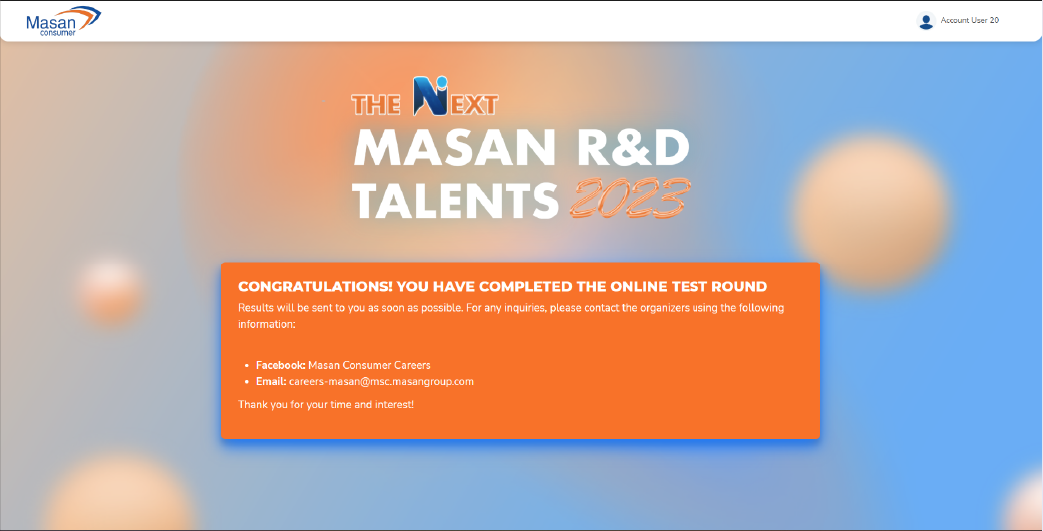 Masan
consumer
Account User 20
THE NEXT
MASAN R&D
TALENTS 2023
CONGRATULATIONS! YOU HAVE COMPLETED THE ONLINE TEST ROUND
Results will be sent to you as soon as possible. For any inquiries, please contact the organizers using the following
information:
• Facebook: Masan Consumer Careers
• Email: careers-masan@msc.masangroup.com
Thank you for your time and interest!